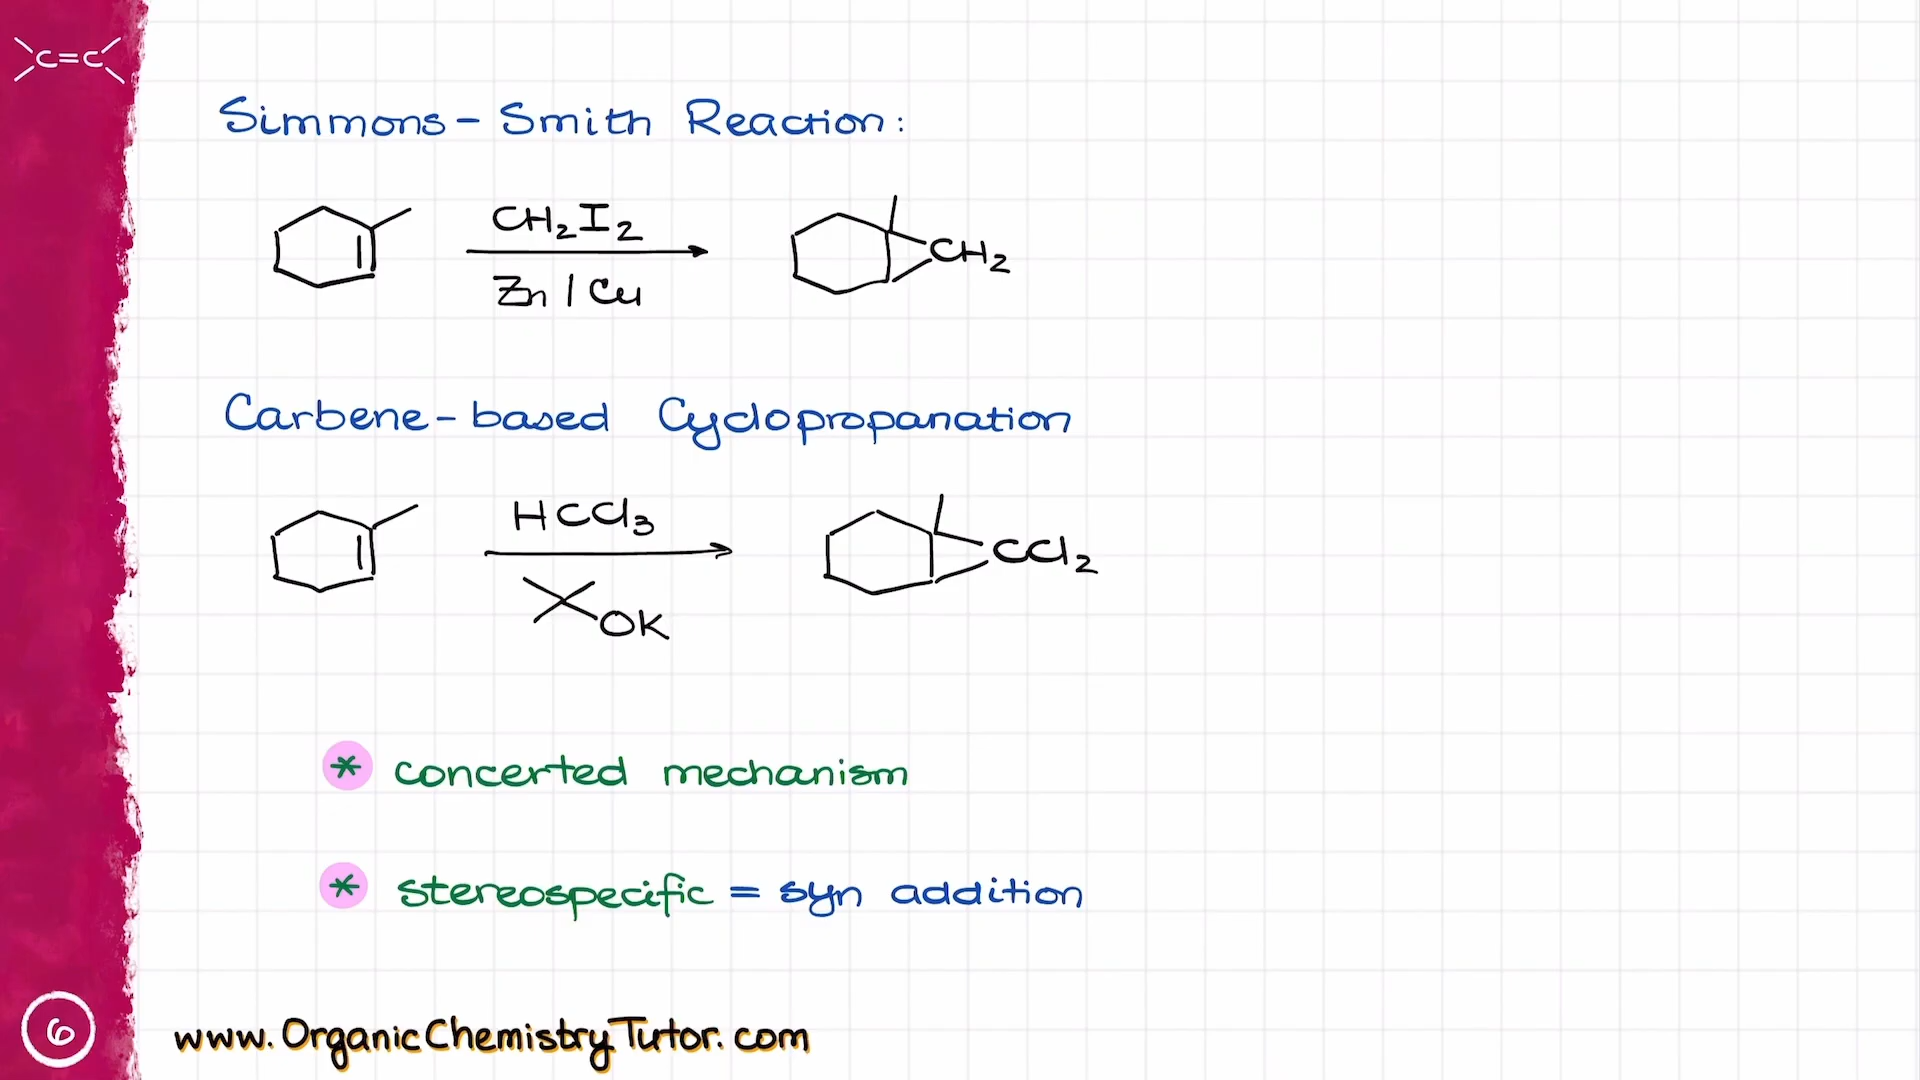 C=C
Simmons-Smith Reaction:
CH₂I₂
Zn/Cu
CH₂
Carbene-based Cyclopropanation
HCCl₃
OK
CCl₂
* concerted mechanism
* stereospecific = syn addition
6
www.OrganicChemistryTutor.com